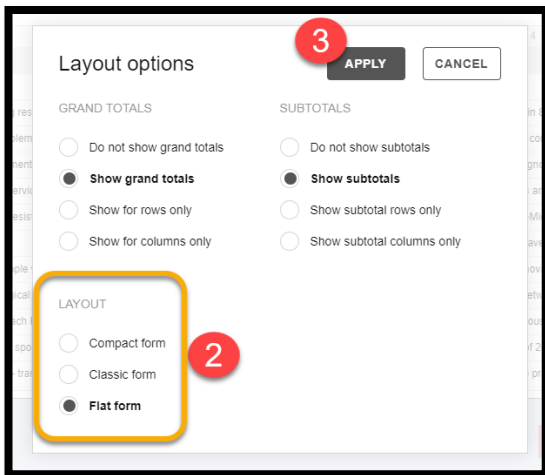 3
Layout options
APPLY
CANCEL
GRAND TOTALS
SUBTOTALS
Do not show grand totals
Do not show subtotals
Show grand totals
Show subtotals
Show for rows only
Show subtotal rows only
Show for columns only
Show subtotal columns only
LAYOUT
Compact form
2
Classic form
Flat form